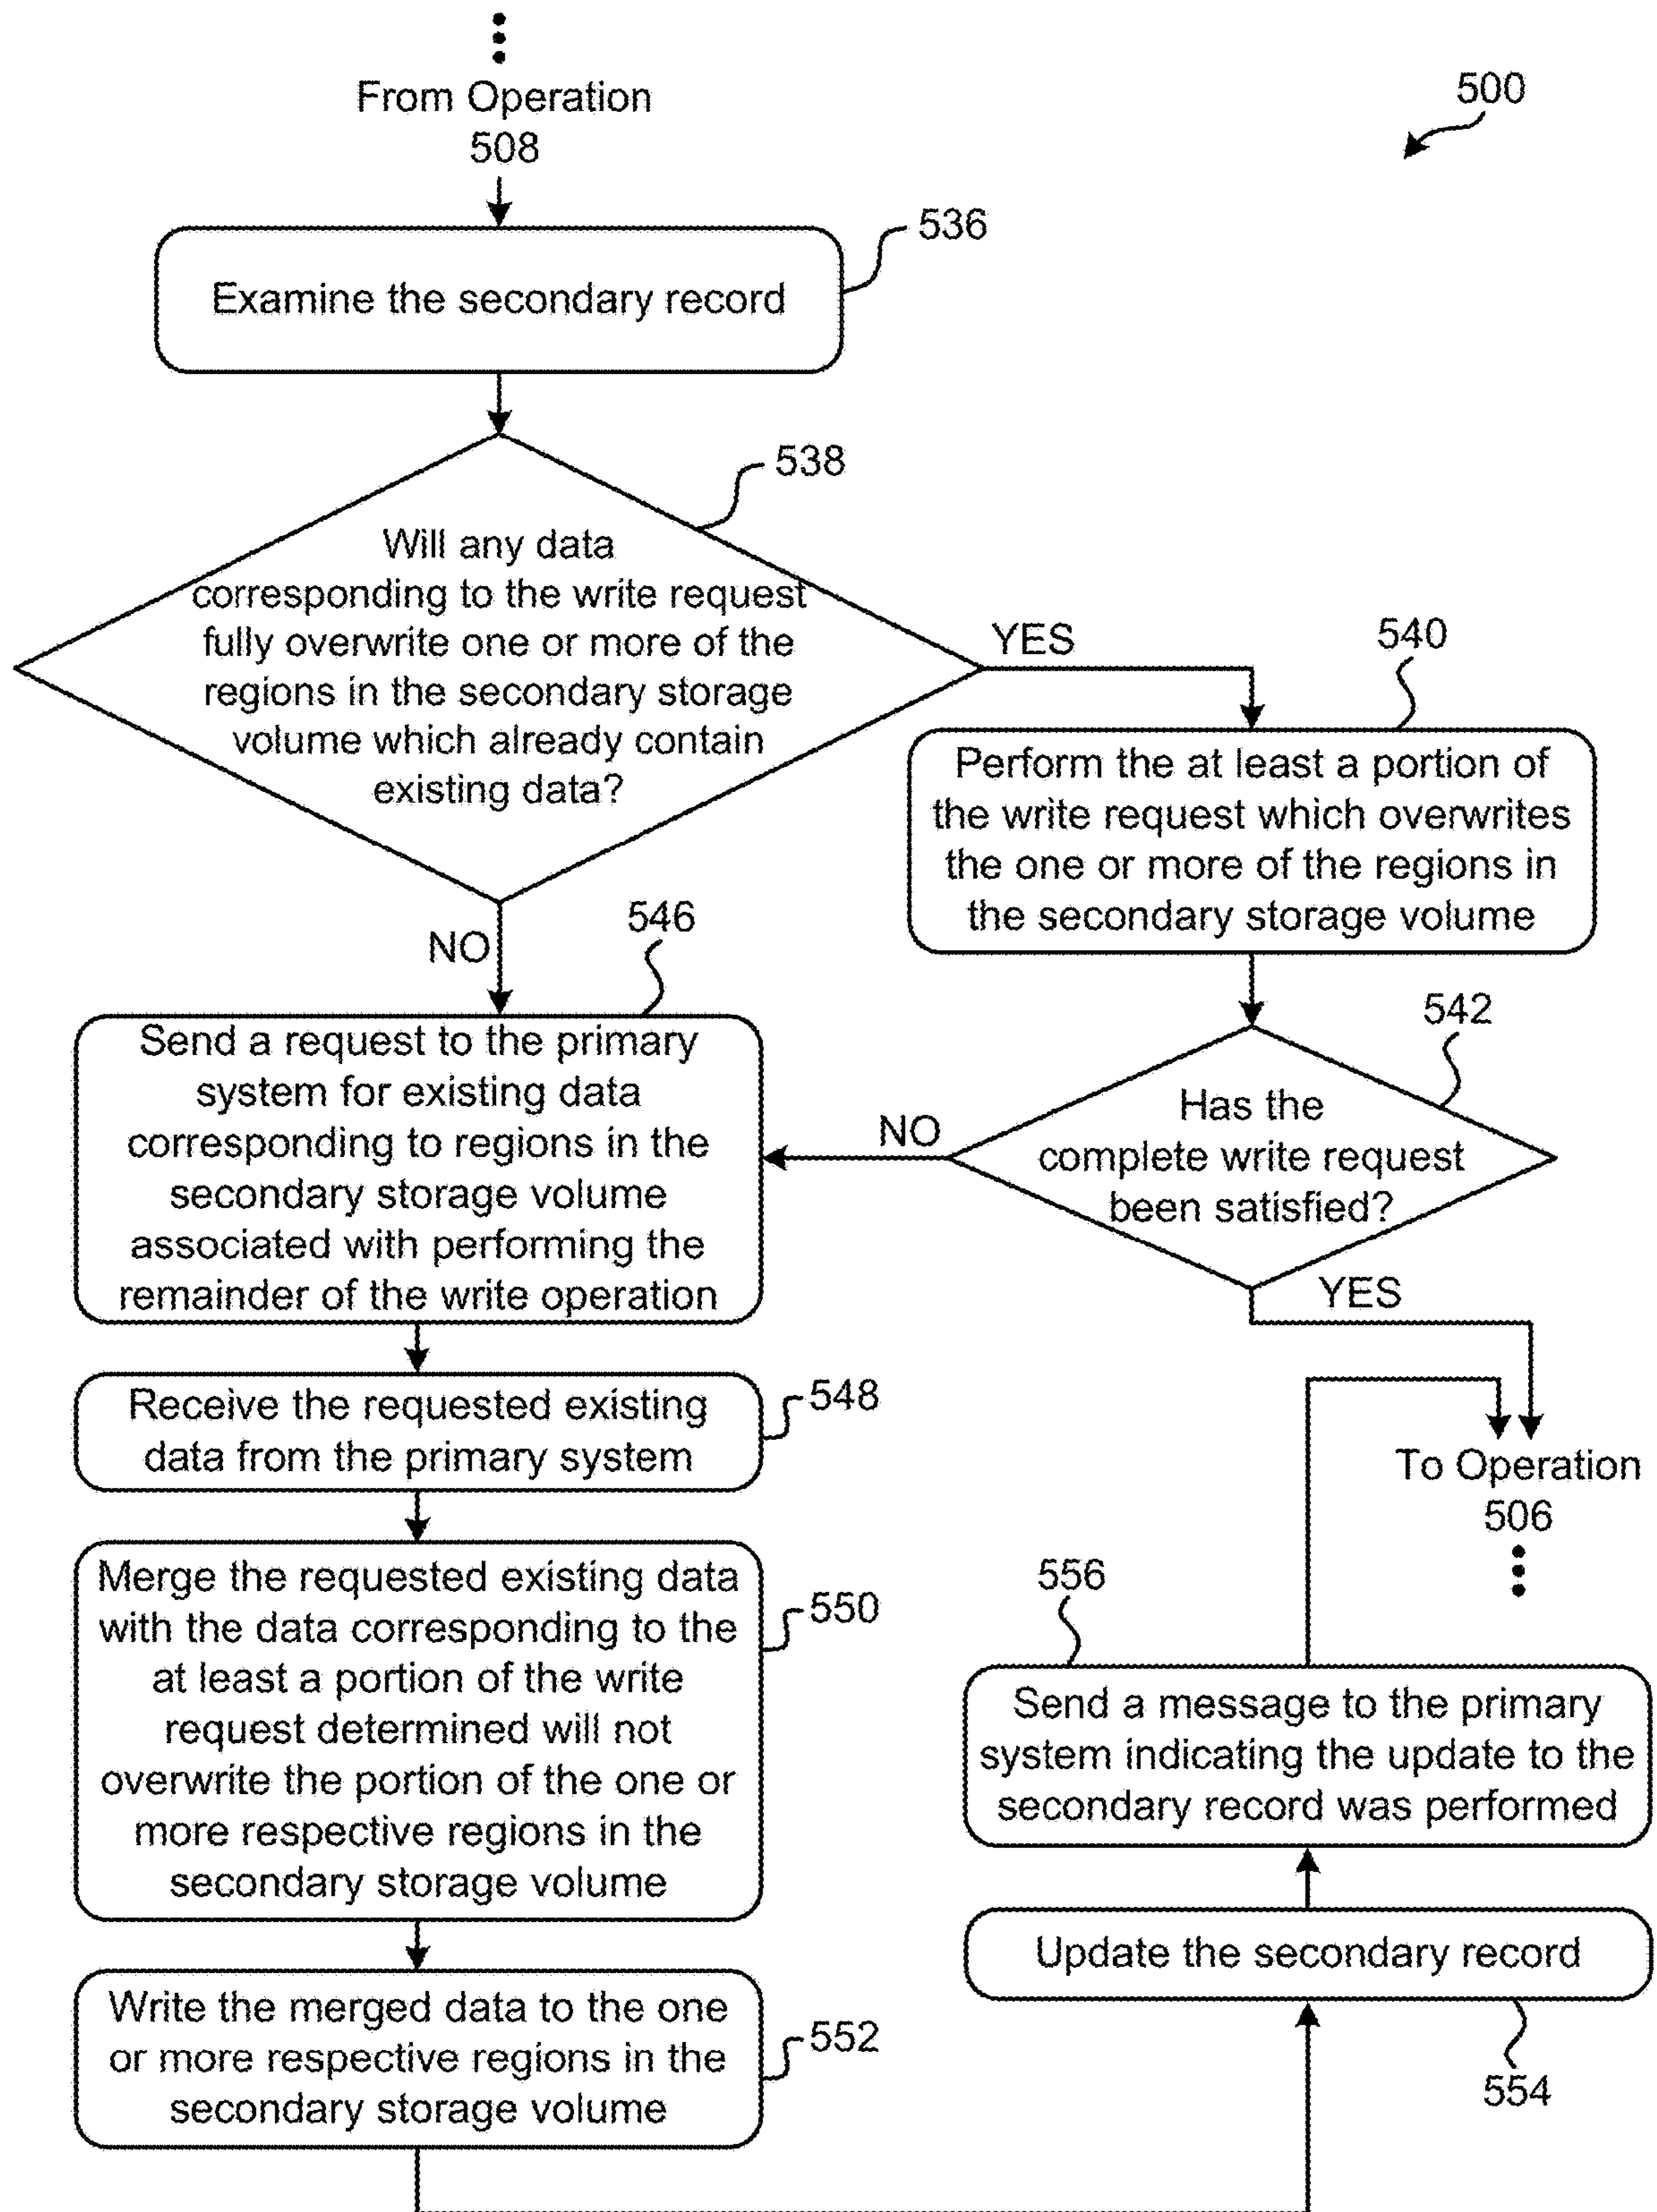 From Operation
508
500
536
Examine the secondary record
538
Will any data
corresponding to the write request
fully overwrite one or more of the
regions in the secondary storage
volume which already contain
existing data?
YES
540
Perform the at least a portion of
the write request which overwrites
the one or more of the regions in
the secondary storage volume
NO
546
Send a request to the primary
system for existing data
corresponding to regions in the
secondary storage volume
associated with performing the
remainder of the write operation
542
Has the
complete write request
been satisfied?
NO
YES
548
Receive the requested existing
data from the primary system
To Operation
506
550
Merge the requested existing data
with the data corresponding to the
at least a portion of the write
request determined will not
overwrite the portion of the one or
more respective regions in the
secondary storage volume
556
Send a message to the primary
system indicating the update to the
secondary record was performed
Update the secondary record
554
Write the merged data to the one
or more respective regions in the
secondary storage volume
552